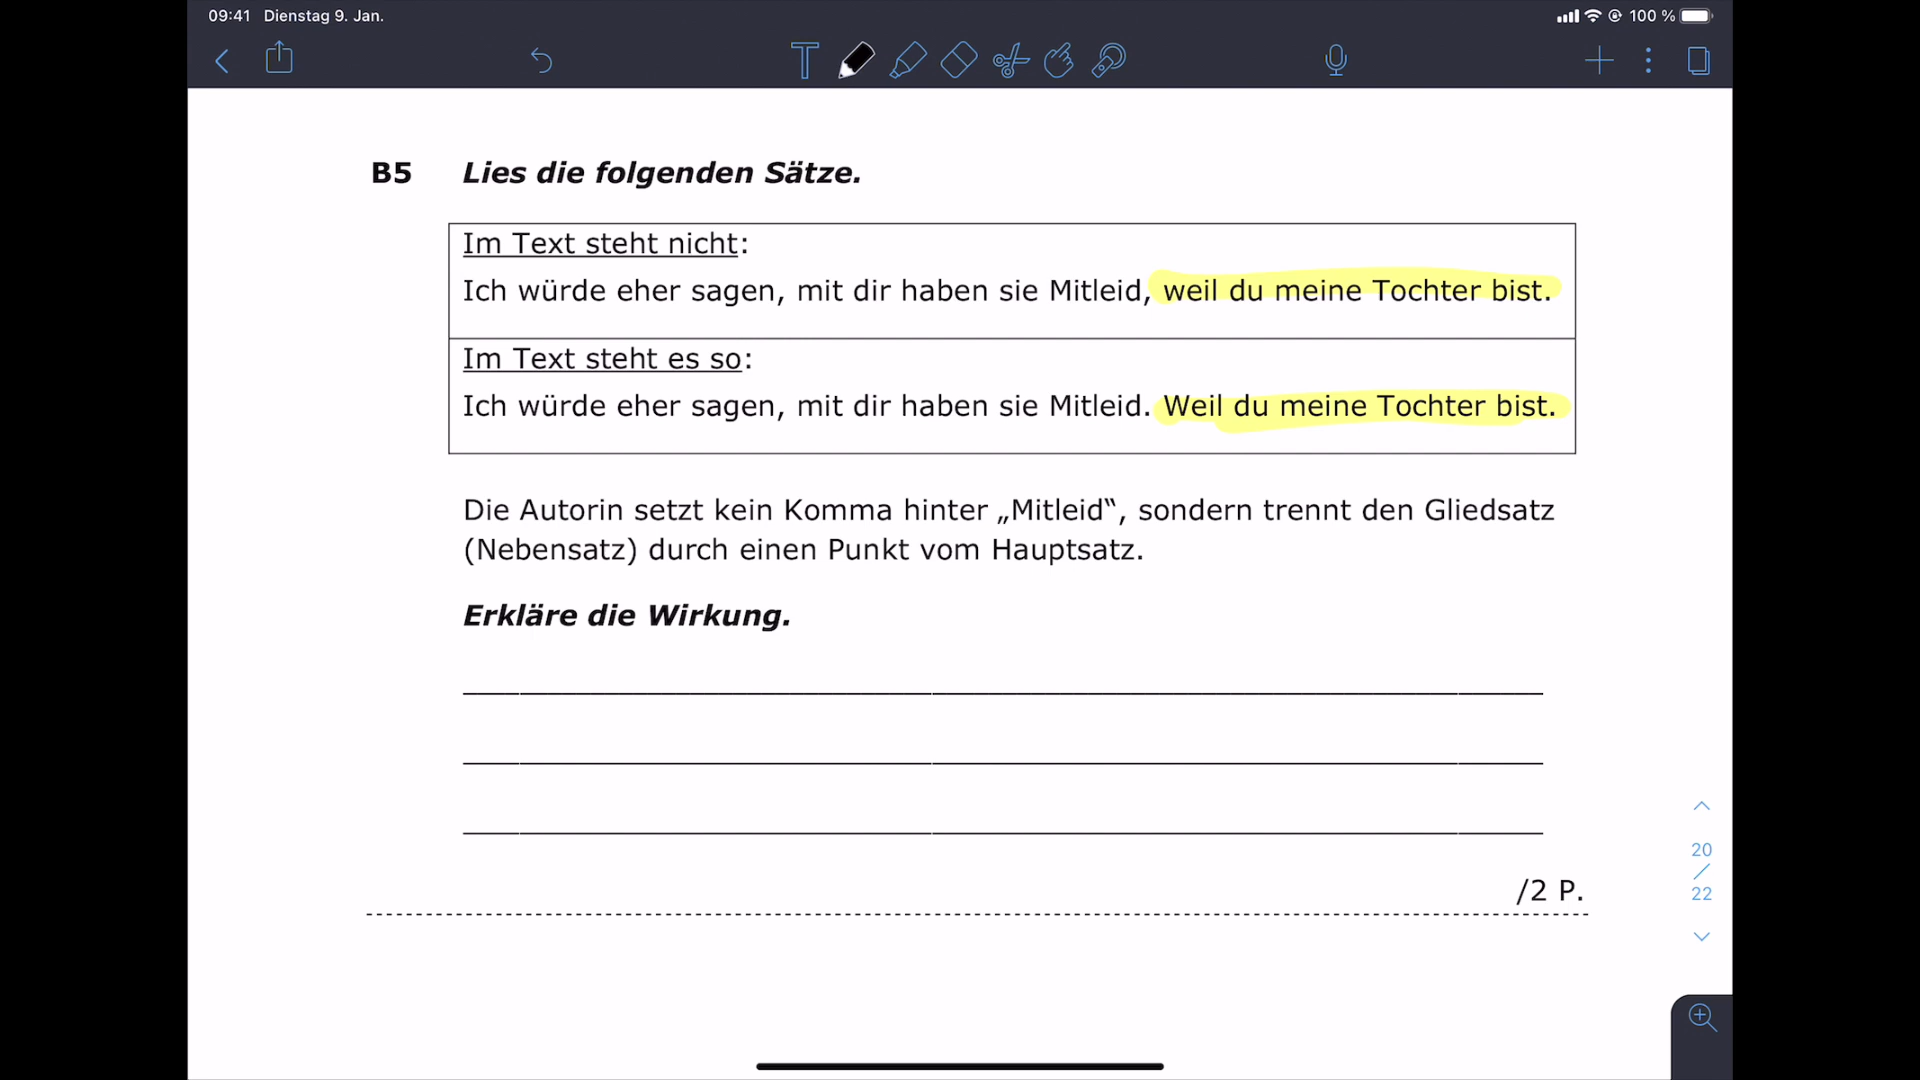 09:41 Dienstag 9. Jan. 100 %
B5 Lies die folgenden Sätze.
Im Text steht nicht:
Ich würde eher sagen, mit dir haben sie Mitleid, weil du meine Tochter bist.
Im Text steht es so:
Ich würde eher sagen, mit dir haben sie Mitleid. Weil du meine Tochter bist.
Die Autorin setzt kein Komma hinter „Mitleid“, sondern trennt den Gliedsatz
(Nebensatz) durch einen Punkt vom Hauptsatz.
Erkläre die Wirkung.
/2 P.
20
/
22